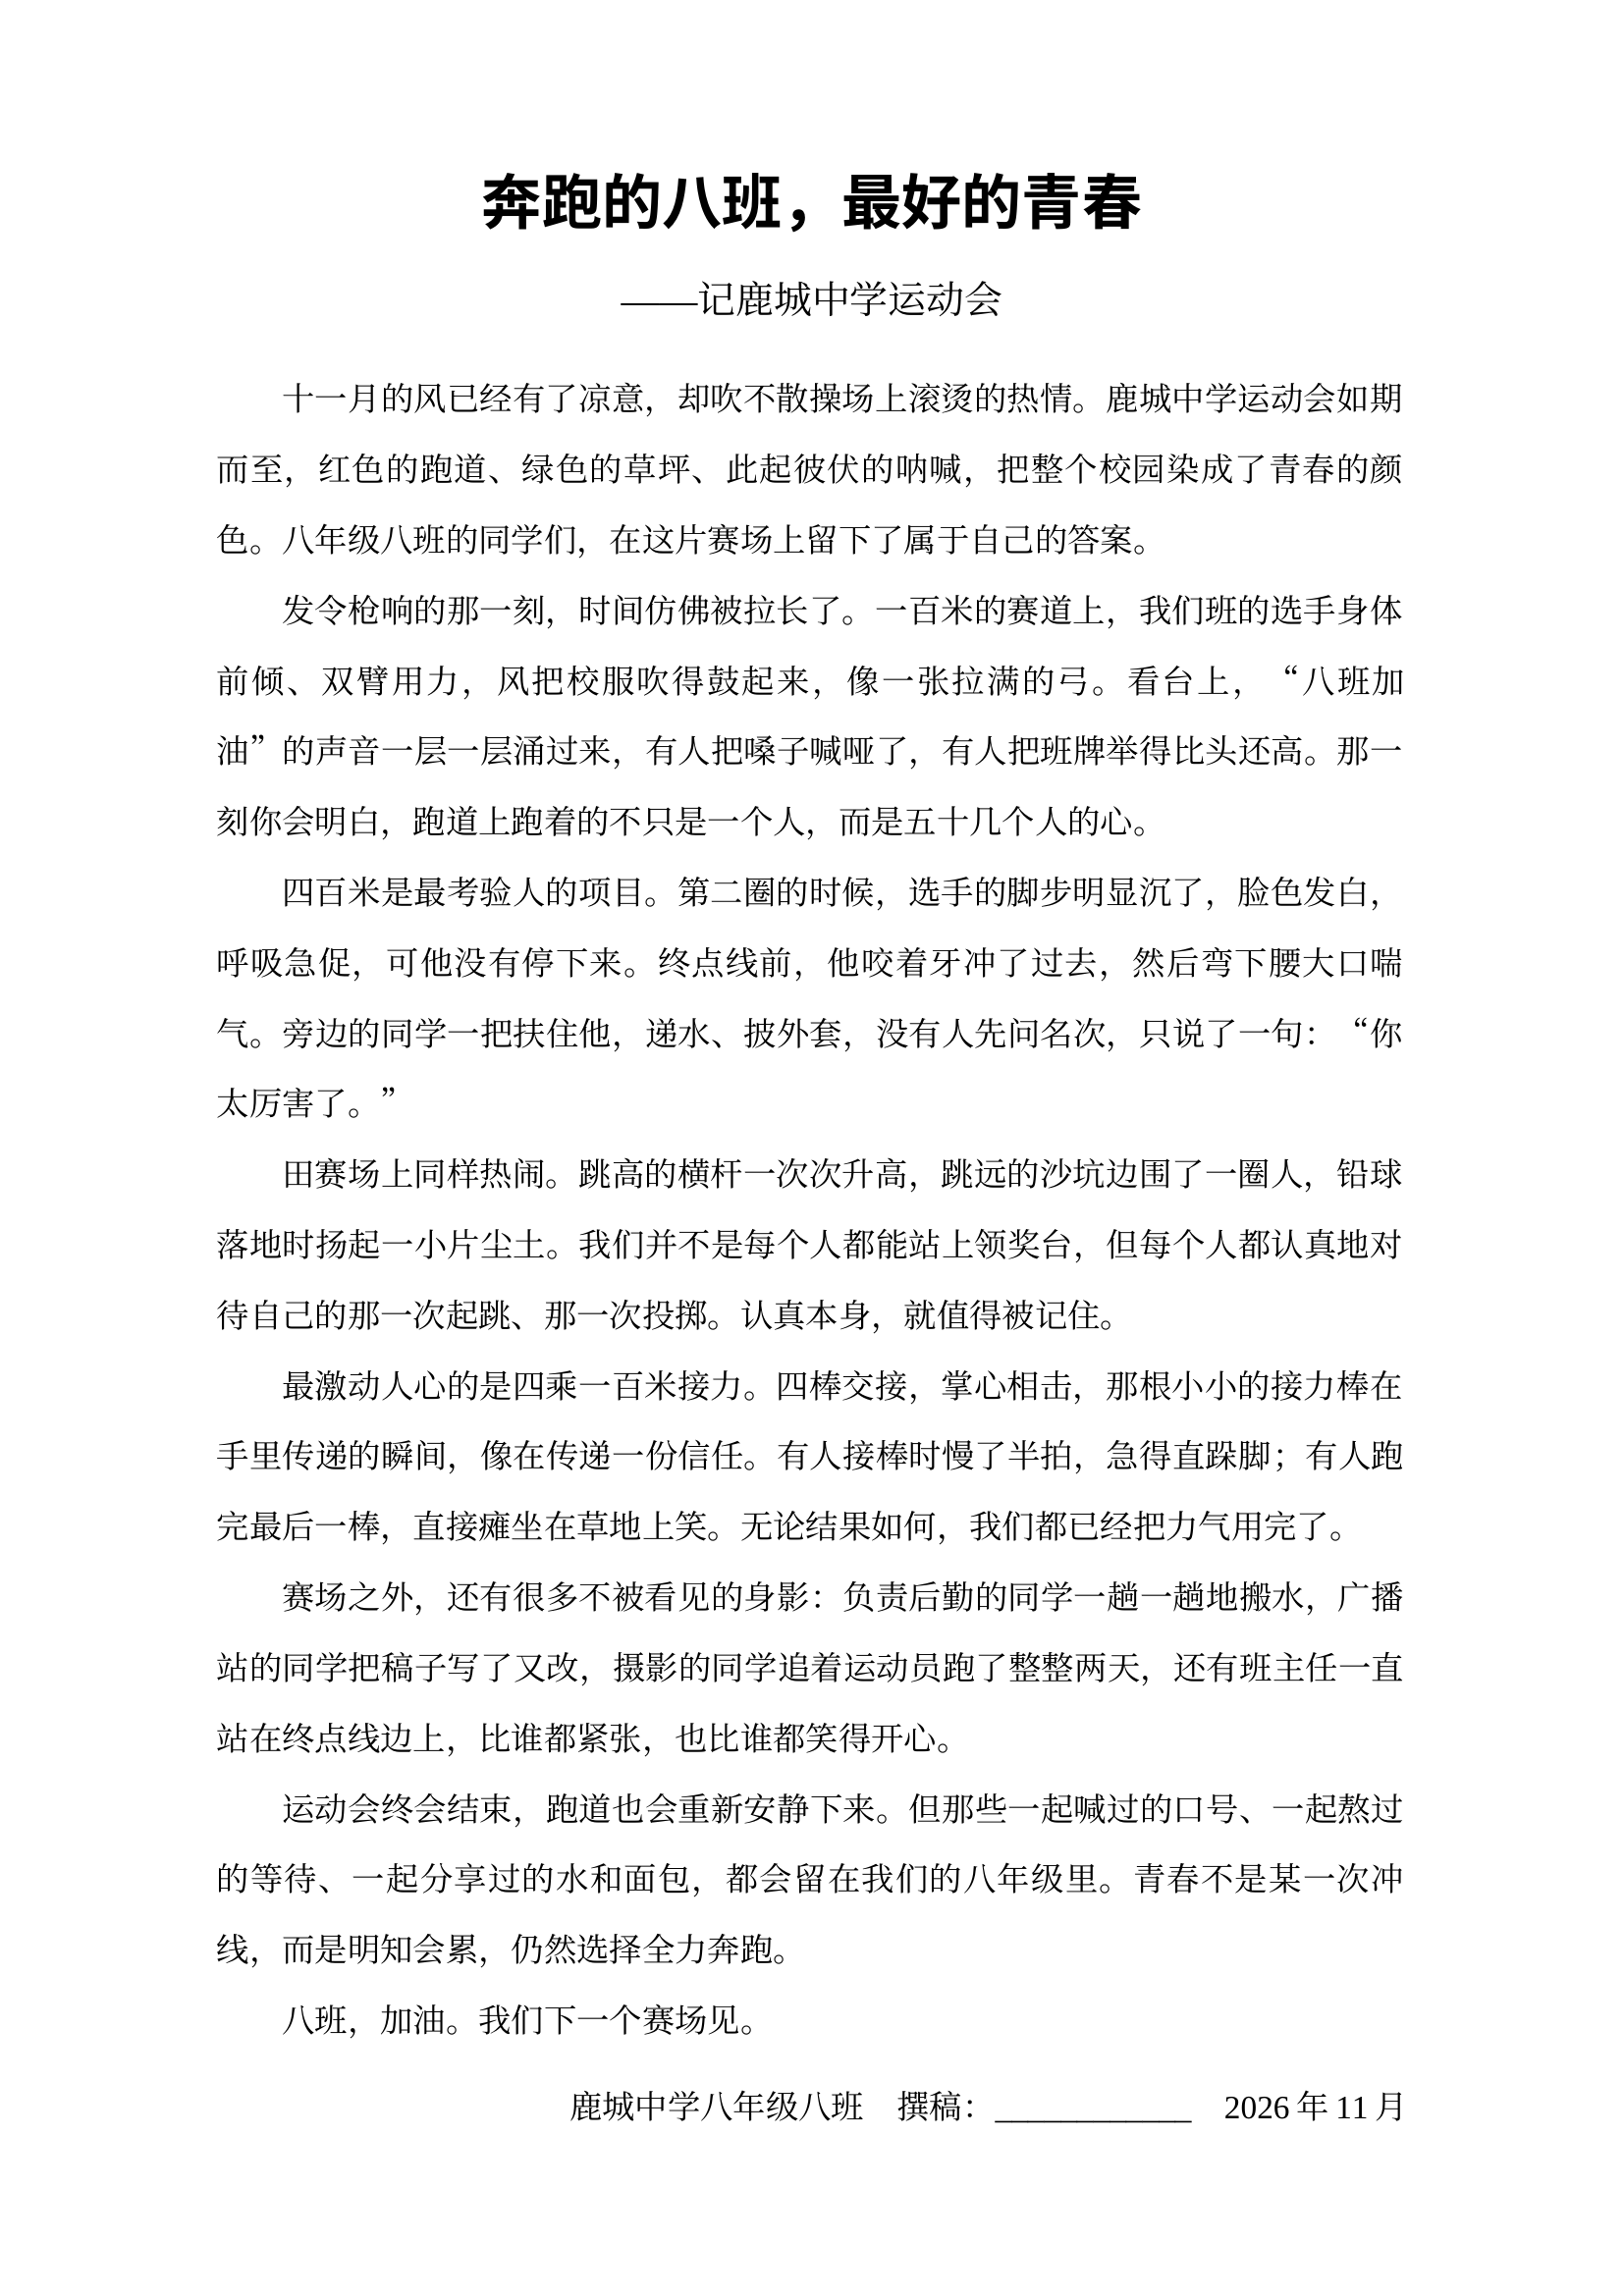 奔跑的八班，最好的青春
——记鹿城中学运动会
十一月的风已经有了凉意，却吹不散操场上滚烫的热情。鹿城中学运动会如期
而至，红色的跑道、绿色的草坪、此起彼伏的呐喊，把整个校园染成了青春的颜
色。八年级八班的同学们，在这片赛场上留下了属于自己的答案。
发令枪响的那一刻，时间仿佛被拉长了。一百米的赛道上，我们班的选手身体
前倾、双臂用力，风把校服吹得鼓起来，像一张拉满的弓。看台上，“八班加
油”的声音一层一层涌过来，有人把嗓子喊哑了，有人把班牌举得比头还高。那一
刻你会明白，跑道上跑着的不只是一个人，而是五十几个人的心。
四百米是最考验人的项目。第二圈的时候，选手的脚步明显沉了，脸色发白，
呼吸急促，可他没有停下来。终点线前，他咬着牙冲了过去，然后弯下腰大口喘
气。旁边的同学一把扶住他，递水、披外套，没有人先问名次，只说了一句：“你
太厉害了。”
田赛场上同样热闹。跳高的横杆一次次升高，跳远的沙坑边围了一圈人，铅球
落地时扬起一小片尘土。我们并不是每个人都能站上领奖台，但每个人都认真地对
待自己的那一次起跳、那一次投掷。认真本身，就值得被记住。
最激动人心的是四乘一百米接力。四棒交接，掌心相击，那根小小的接力棒在
手里传递的瞬间，像在传递一份信任。有人接棒时慢了半拍，急得直跺脚；有人跑
完最后一棒，直接瘫坐在草地上笑。无论结果如何，我们都已经把力气用完了。
赛场之外，还有很多不被看见的身影：负责后勤的同学一趟一趟地搬水，广播
站的同学把稿子写了又改，摄影的同学追着运动员跑了整整两天，还有班主任一直
站在终点线边上，比谁都紧张，也比谁都笑得开心。
运动会终会结束，跑道也会重新安静下来。但那些一起喊过的口号、一起熬过
的等待、一起分享过的水和面包，都会留在我们的八年级里。青春不是某一次冲
线，而是明知会累，仍然选择全力奔跑。
八班，加油。我们下一个赛场见。
鹿城中学八年级八班　撰稿：____________　2026 年 11 月